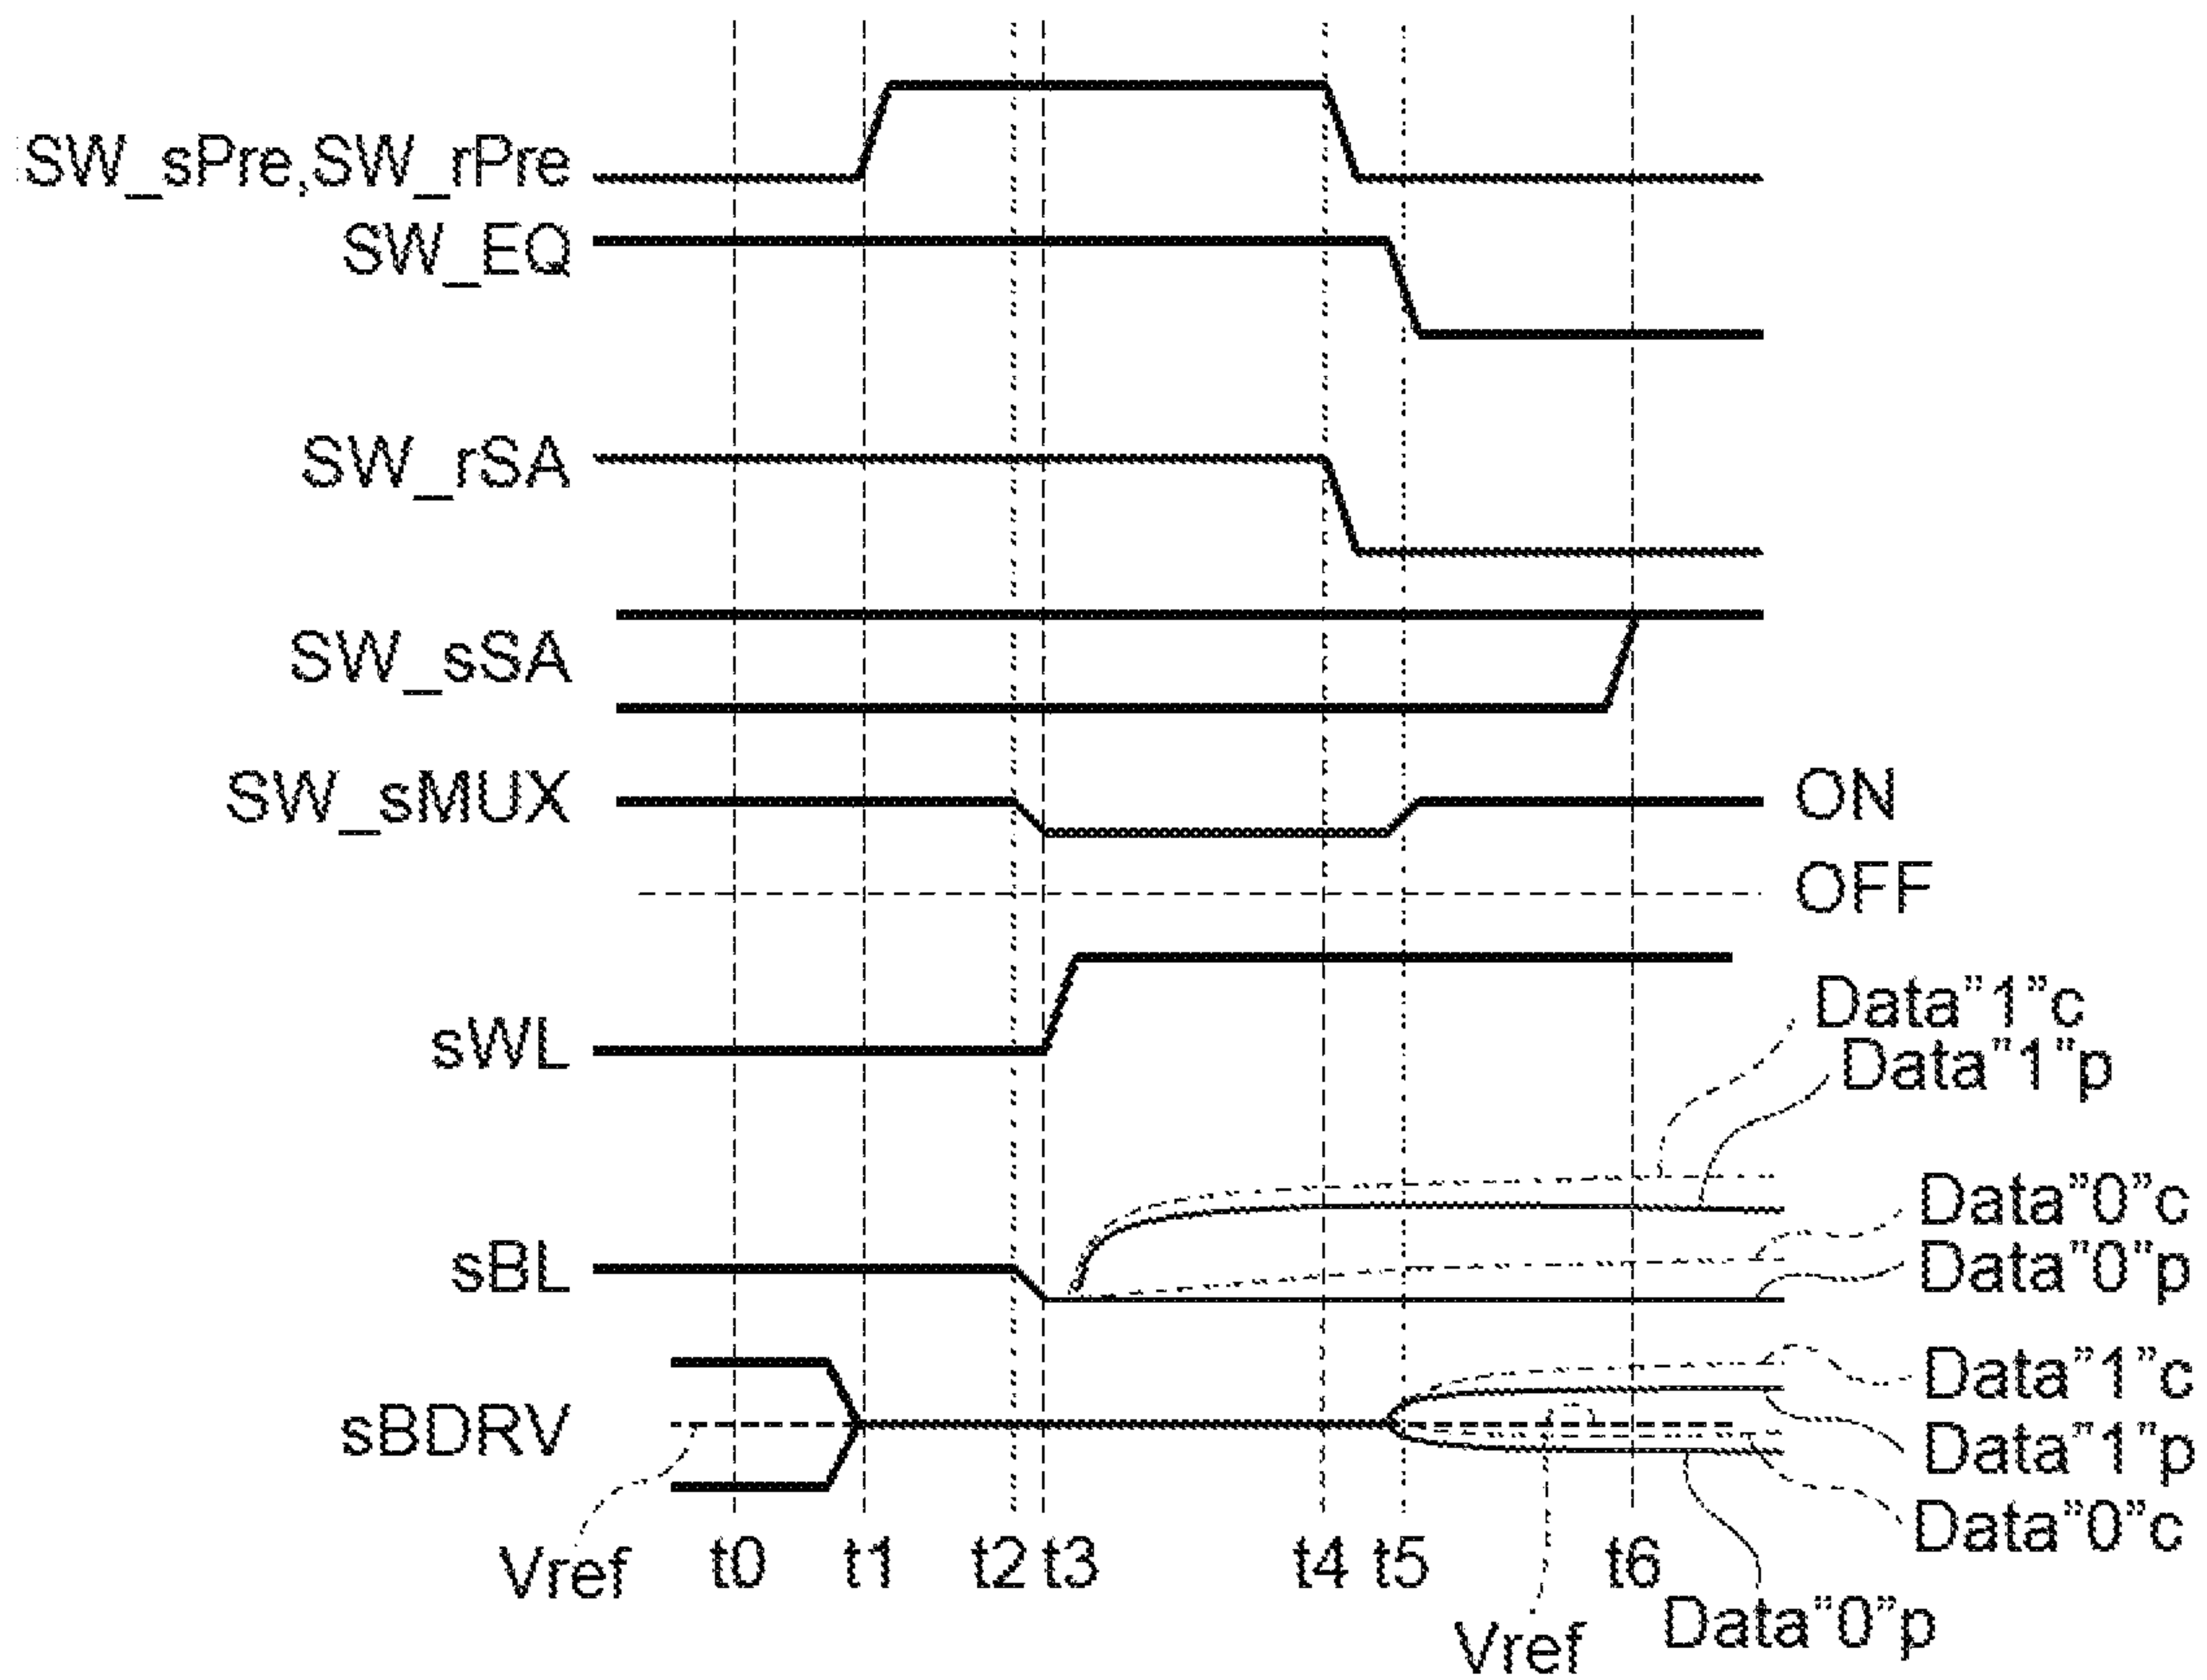 SW_sPre,SW_rPre
SW_EQ
SW_rSA
SW_sSA
SW_sMUX
ON
OFF
sWL
Data"1"c
Data"1"p
sBL
Data"0"c
Data"0"p
sBDRV
Data"1"c
Data"1"p
Data"0"c
Data"0"p
Vref
t0
t1
t2
t3
t4
t5
t6
Vref